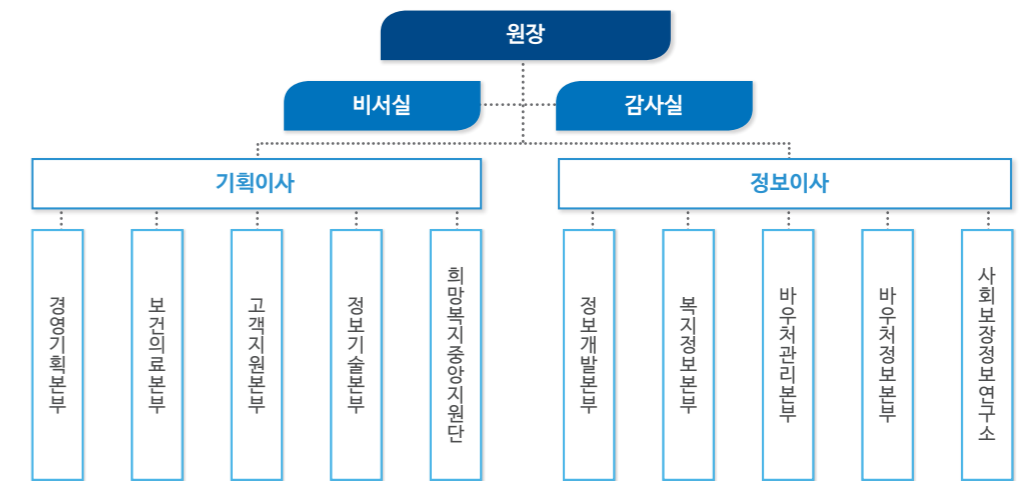 원장
비서실
감사실
기획이사
정보이사
경영기획본부
보건의료본부
고객지원본부
정보기술본부
희망복지중앙지원단
정보개발본부
복지정보본부
바우처관리본부
바우처정보본부
사회보장정보연구소